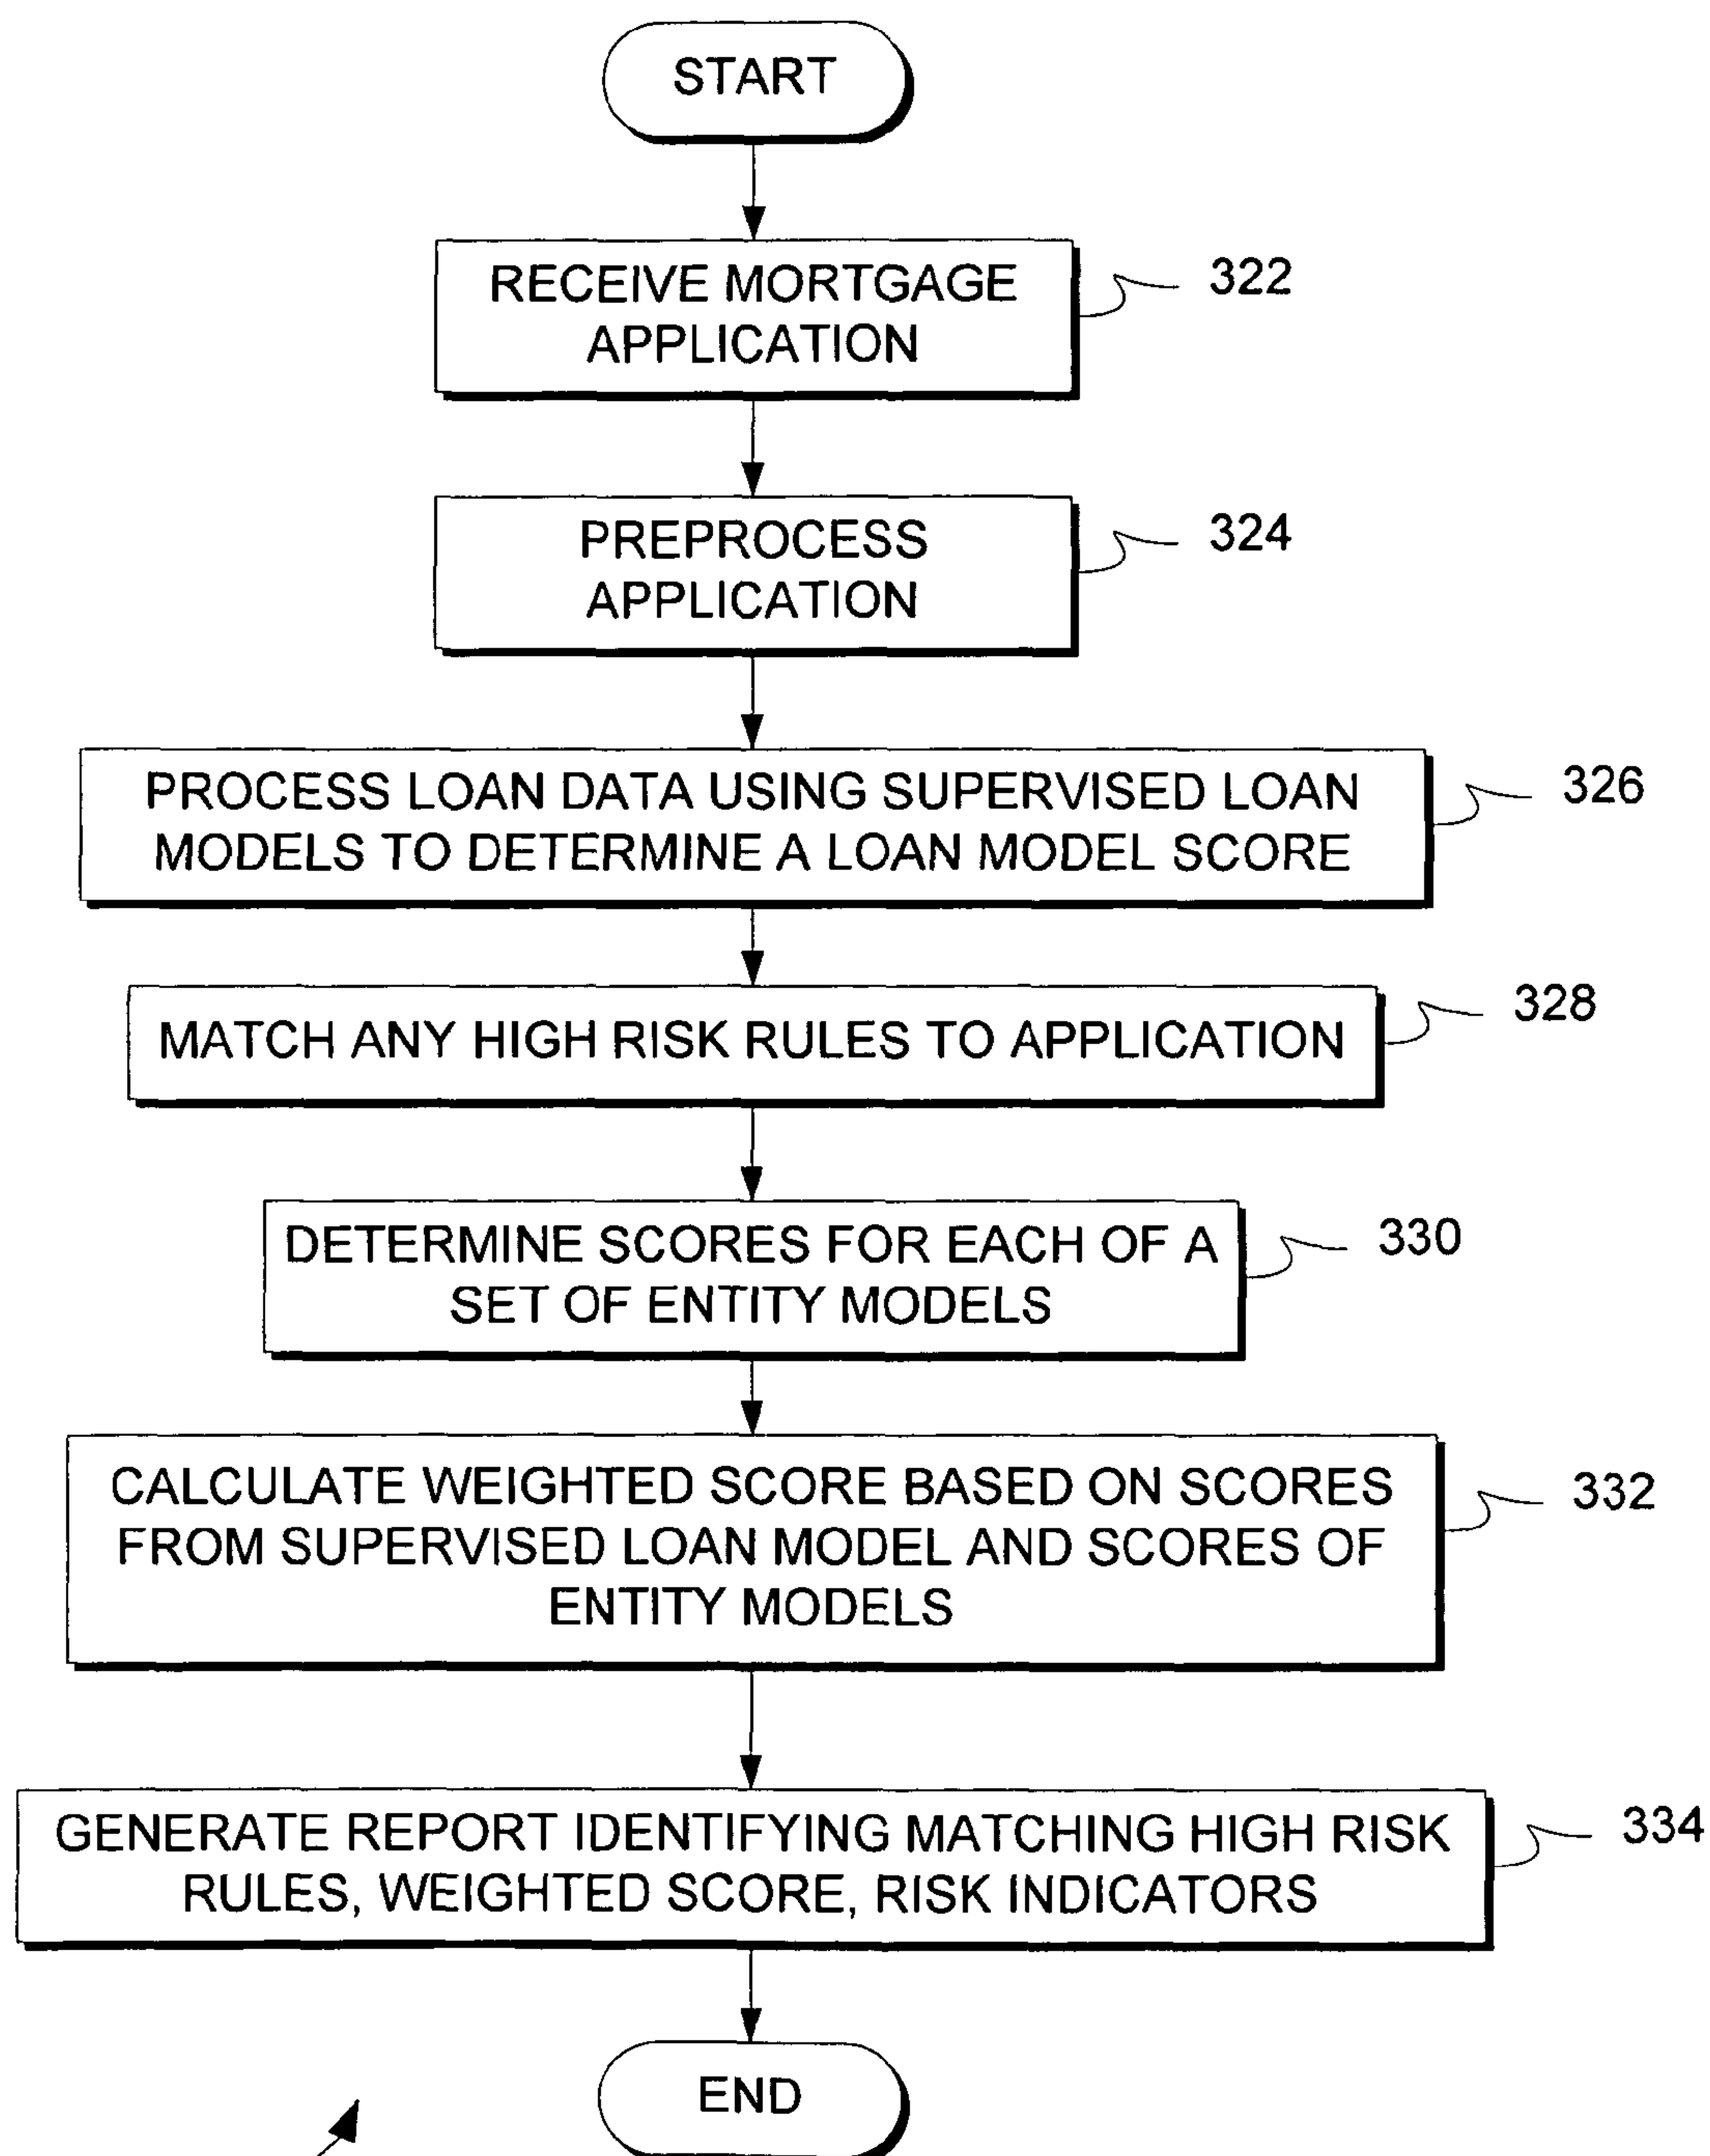 START
RECEIVE MORTGAGE
APPLICATION
322
PREPROCESS
APPLICATION
324
PROCESS LOAN DATA USING SUPERVISED LOAN
MODELS TO DETERMINE A LOAN MODEL SCORE
326
MATCH ANY HIGH RISK RULES TO APPLICATION
328
DETERMINE SCORES FOR EACH OF A
SET OF ENTITY MODELS
330
CALCULATE WEIGHTED SCORE BASED ON SCORES
FROM SUPERVISED LOAN MODEL AND SCORES OF
ENTITY MODELS
332
GENERATE REPORT IDENTIFYING MATCHING HIGH RISK
RULES, WEIGHTED SCORE, RISK INDICATORS
334
END